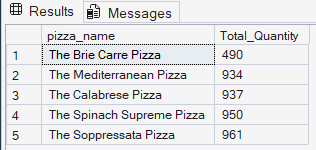 Results Messages
pizza_name Total_Quantity
1 The Brie Carre Pizza 490
2 The Mediterranean Pizza 934
3 The Calabrese Pizza 937
4 The Spinach Supreme Pizza 950
5 The Soppressata Pizza 961